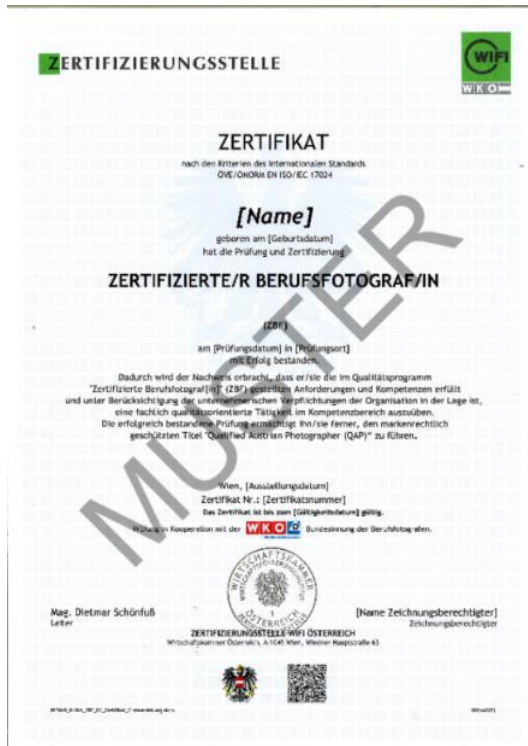 ZERTIFIZIERUNGSSTELLE
WIFI
WKO
ZERTIFIKAT
nach den Kriterien des internationalen Standards
ÖVE/ÖNORM EN ISO/IEC 17024
[Name]
geboren am [Geburtsdatum]
hat die Prüfung und Zertifizierung
ZERTIFIZIERTE/R BERUFSFOTOGRAF/IN
(ZBF)
am [Prüfungsdatum] in [Prüfungsort]
mit Erfolg bestanden.
Dadurch wird der Nachweis erbracht, dass er/sie die im Qualitätsprogramm
"Zertifizierte Berufsfotograf[in]" (ZBF) gestellten Anforderungen und Kompetenzen erfüllt
und unter Berücksichtigung der unternehmerischen Verpflichtungen der Organisation in der Lage ist,
eine fachlich qualitätsorientierte Tätigkeit im Kompetenzbereich auszuüben.
Die erfolgreich bestandene Prüfung ermächtigt ihn/sie ferner, den markenrechtlich
geschützten Titel "Qualified Austrian Photographer (QAP)" zu führen.
MUSTER
Wien, [Ausstellungsdatum]
Zertifikat Nr.: [Zertifikatsnummer]
Das Zertifikat ist bis zum [Gültigkeitsdatum] gültig.
Prüfung in Kooperation mit der WKO Bundesinnung der Berufsfotografen.
WIRTSCHAFTSKAMMER
ÖSTERREICH
Mag. Dietmar Schönfuß
Leiter
[Name Zeichnungsberechtigter]
Zeichnungsberechtigter
ZERTIFIZIERUNGSSTELLE WIFI ÖSTERREICH
Wirtschaftskammer Österreich, A-1045 Wien, Wiedner Hauptstraße 63